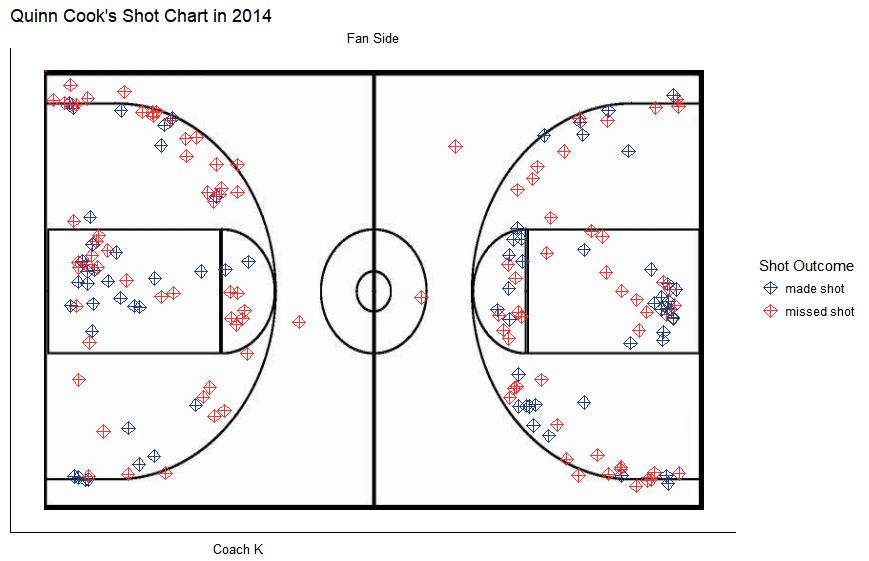 Quinn Cook's Shot Chart in 2014
Fan Side
Shot Outcome
made shot
missed shot
Coach K